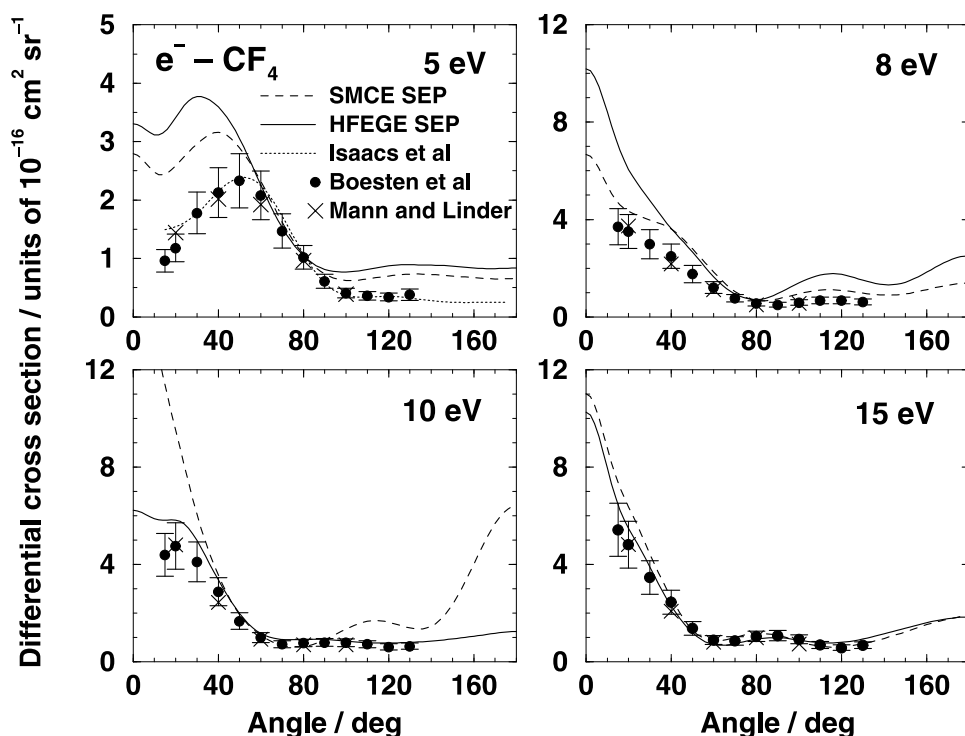 Differential cross section / units of 10⁻¹⁶ cm² sr⁻¹
e⁻ – CF₄
5 eV
SMCE SEP
HFEGE SEP
Isaacs et al
Boesten et al
Mann and Linder
5
4
3
2
1
0
0 40 80 120 160
8 eV
12
8
4
0
0 40 80 120 160
10 eV
12
8
4
0
0 40 80 120 160
Angle / deg
15 eV
12
8
4
0
0 40 80 120 160
Angle / deg